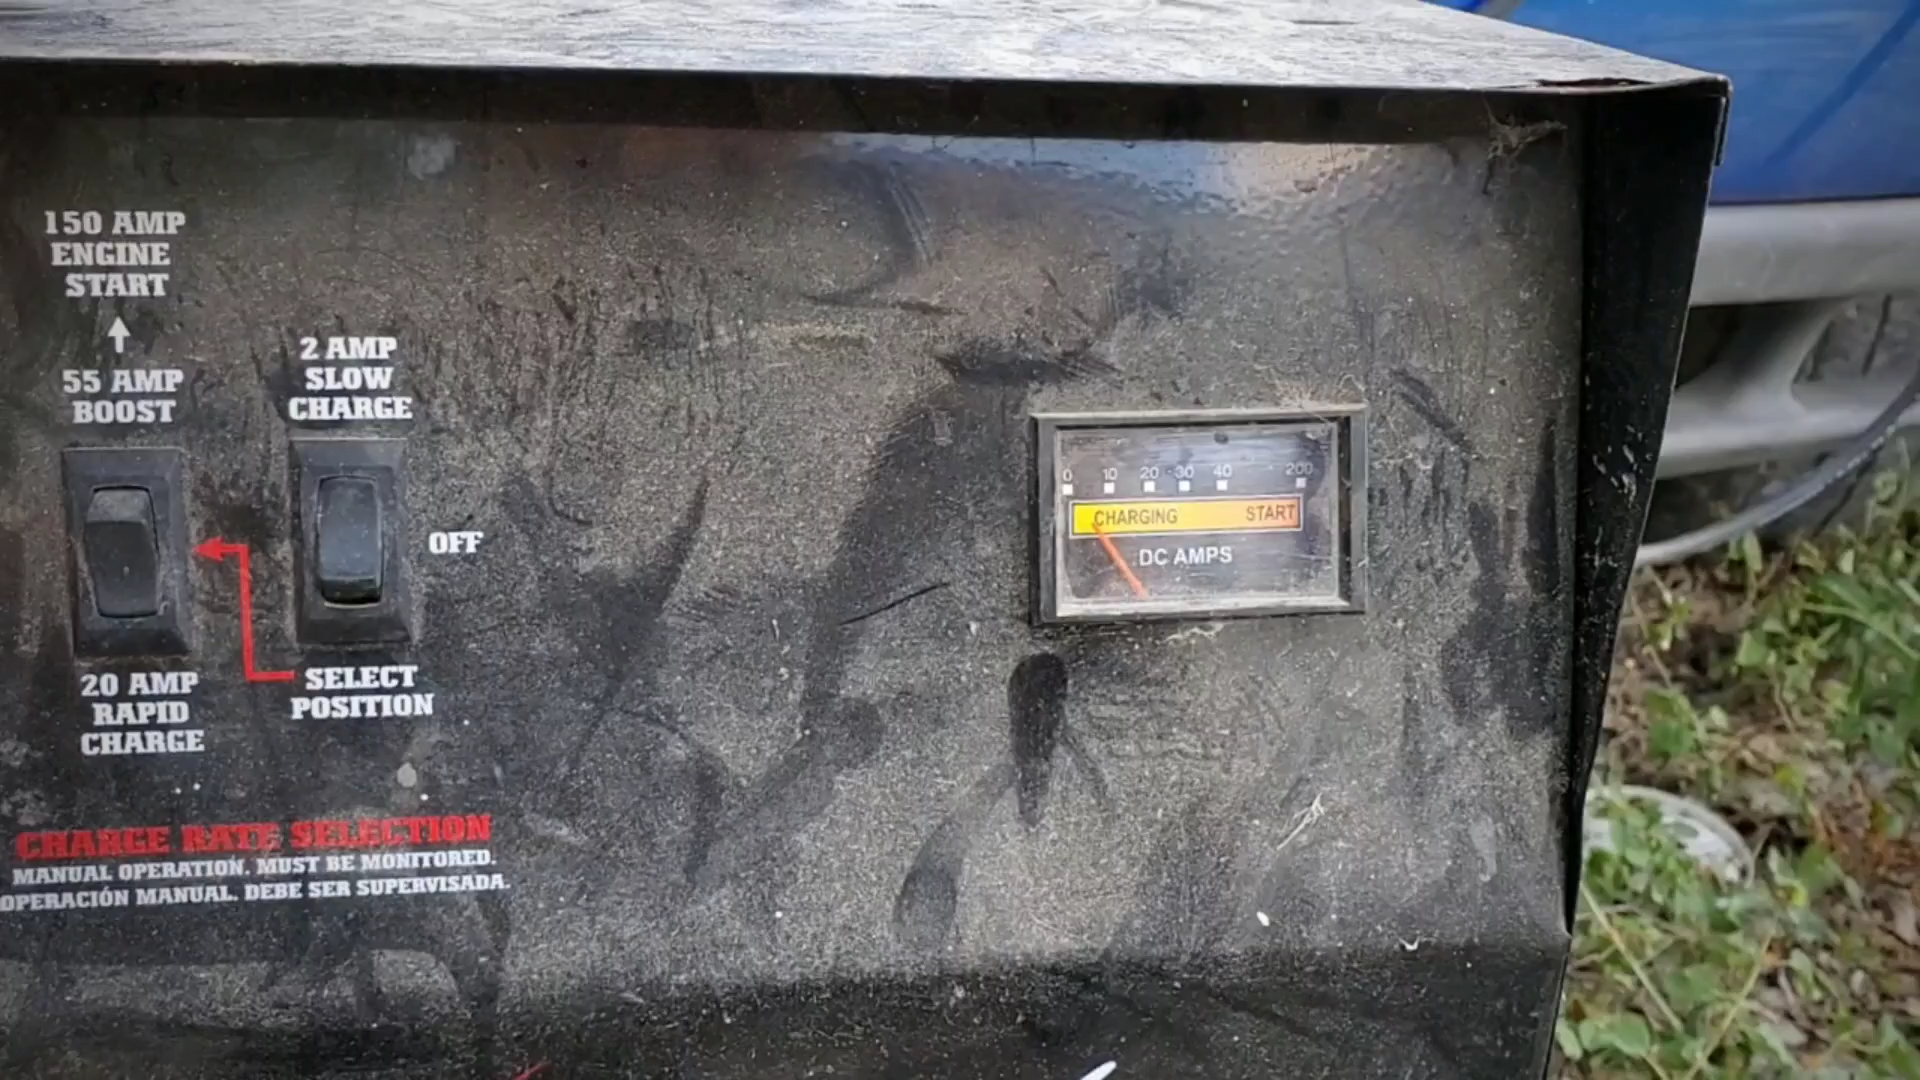 150 AMP
ENGINE
START
55 AMP
BOOST
2 AMP
SLOW
CHARGE
OFF
20 AMP
RAPID
CHARGE
SELECT
POSITION
CHARGE RATE SELECTION
MANUAL OPERATION. MUST BE MONITORED.
OPERACIÓN MANUAL. DEBE SER SUPERVISADA.
0 10 20 30 40 200
CHARGING START
DC AMPS